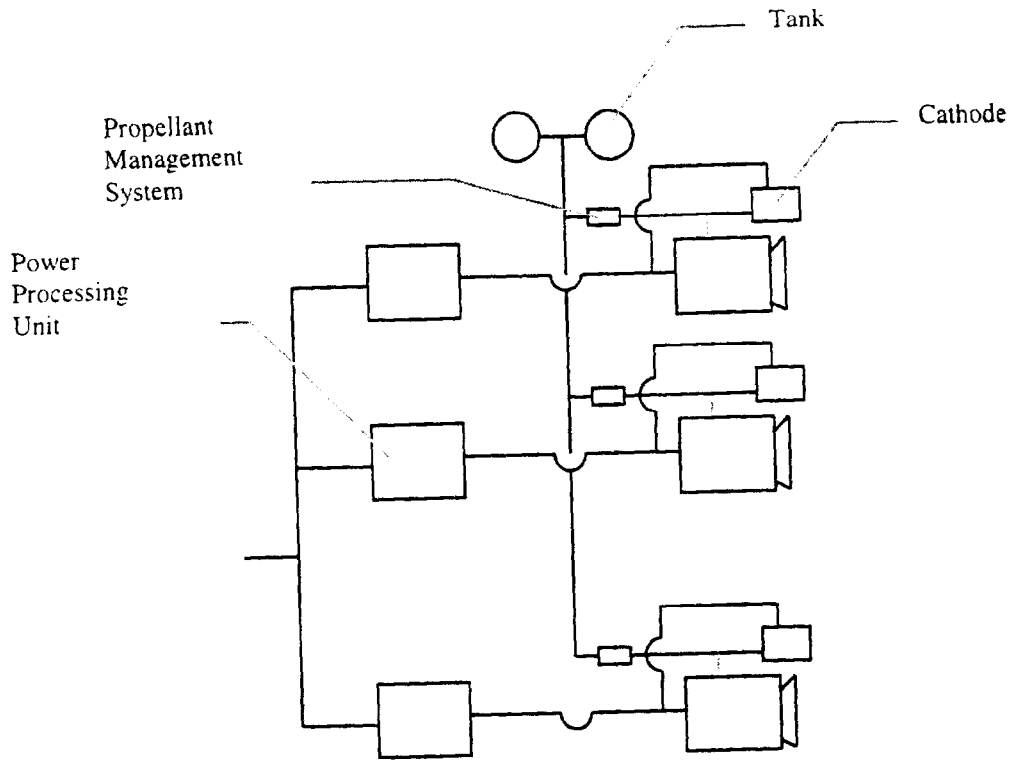 Tank
Cathode
Propellant
Management
System
Power
Processing
Unit